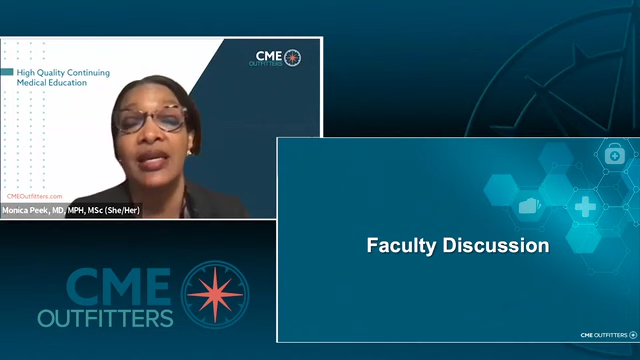 High Quality Continuing
Medical Education
CME
OUTFITTERS
CMEOutfitters.com
Monica Peek, MD, MPH, MSc (She/Her)
Faculty Discussion
CME OUTFITTERS
CME
OUTFITTERS